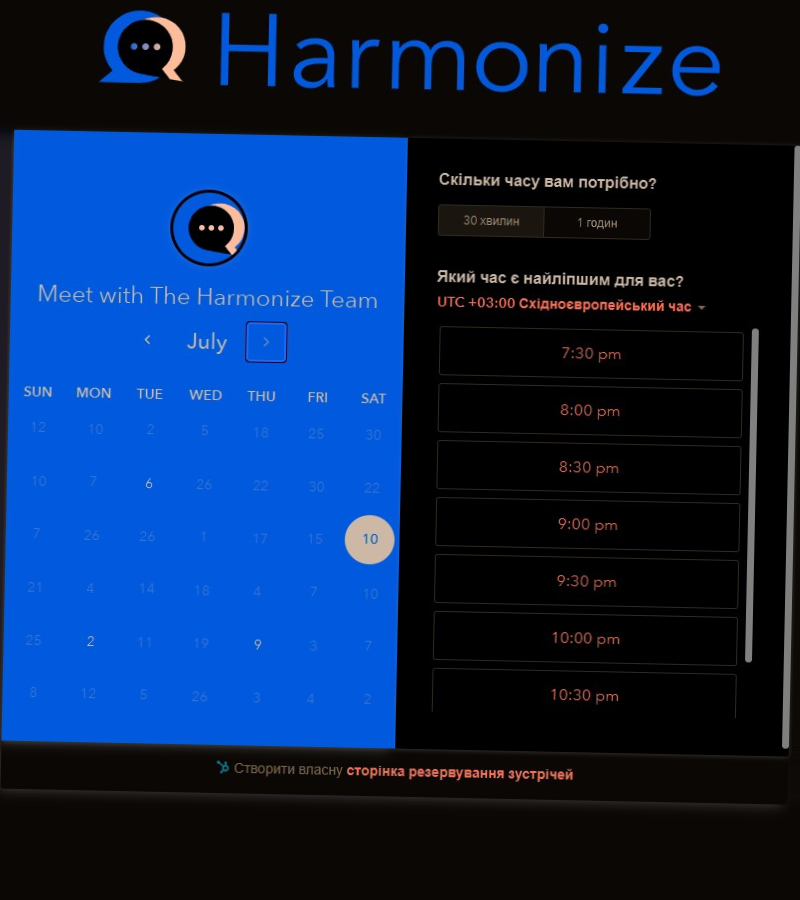 Harmonize
Meet with The Harmonize Team
July
SUN MON TUE WED THU FRI SAT
12 10 2 5 18 25 30
10 7 6 26 22 30 22
7 26 26 1 17 15 10
21 4 14 18 4 7 10
25 2 11 19 9 3 7
8 12 5 26 3 4 2
Скільки часу вам потрібно?
30 хвилин 1 годин
Який час є найліпшим для вас?
UTC +03:00 Східноєвропейський час
7:30 pm
8:00 pm
8:30 pm
9:00 pm
9:30 pm
10:00 pm
10:30 pm
Створити власну сторінка резервування зустрічей